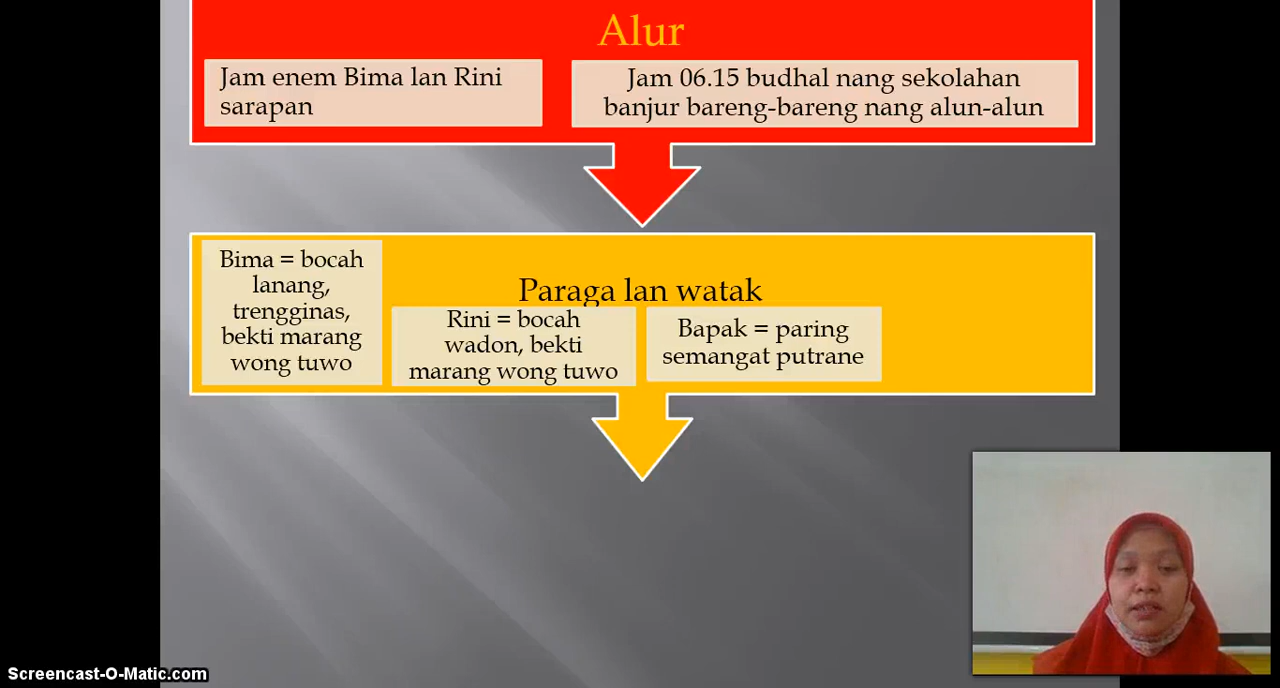 Alur
Jam enem Bima lan Rini
sarapan
Jam 06.15 budhal nang sekolahan
banjur bareng-bareng nang alun-alun
Paraga lan watak
Bima = bocah
lanang,
trengginas,
bekti marang
wong tuwo
Rini = bocah
wadon, bekti
marang wong tuwo
Bapak = paring
semangat putrane
Screencast-O-Matic.com